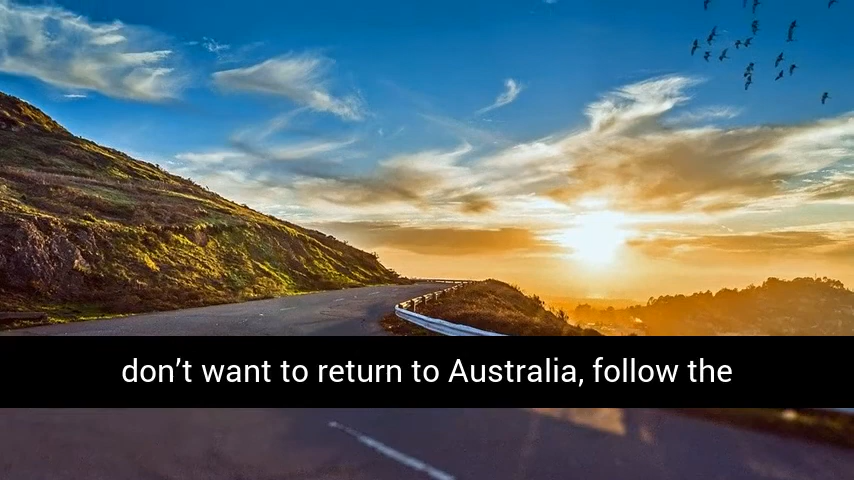 don’t want to return to Australia, follow the